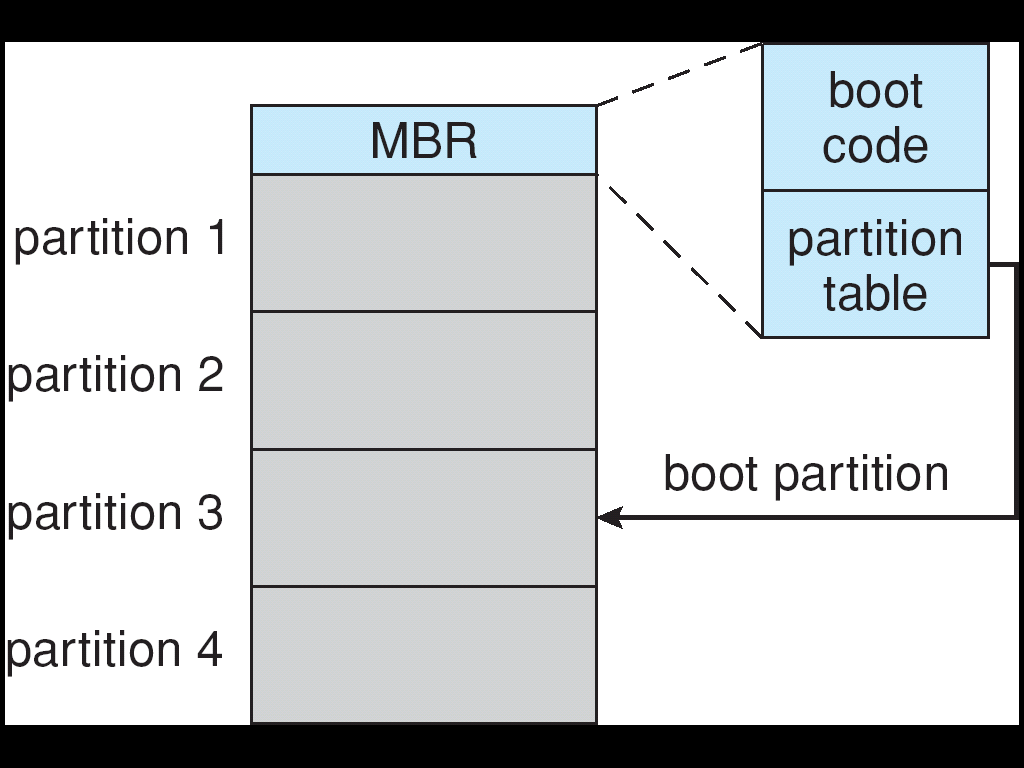 boot
code
MBR
partition 1
partition
table
partition 2
boot partition
partition 3
partition 4